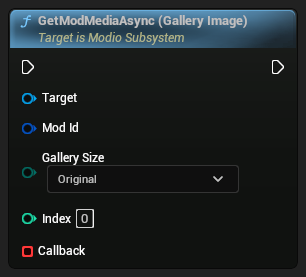 GetModMediaAsync (Gallery Image)
Target is Modio Subsystem
Target
Mod Id
Gallery Size
Original
Index 0
Callback